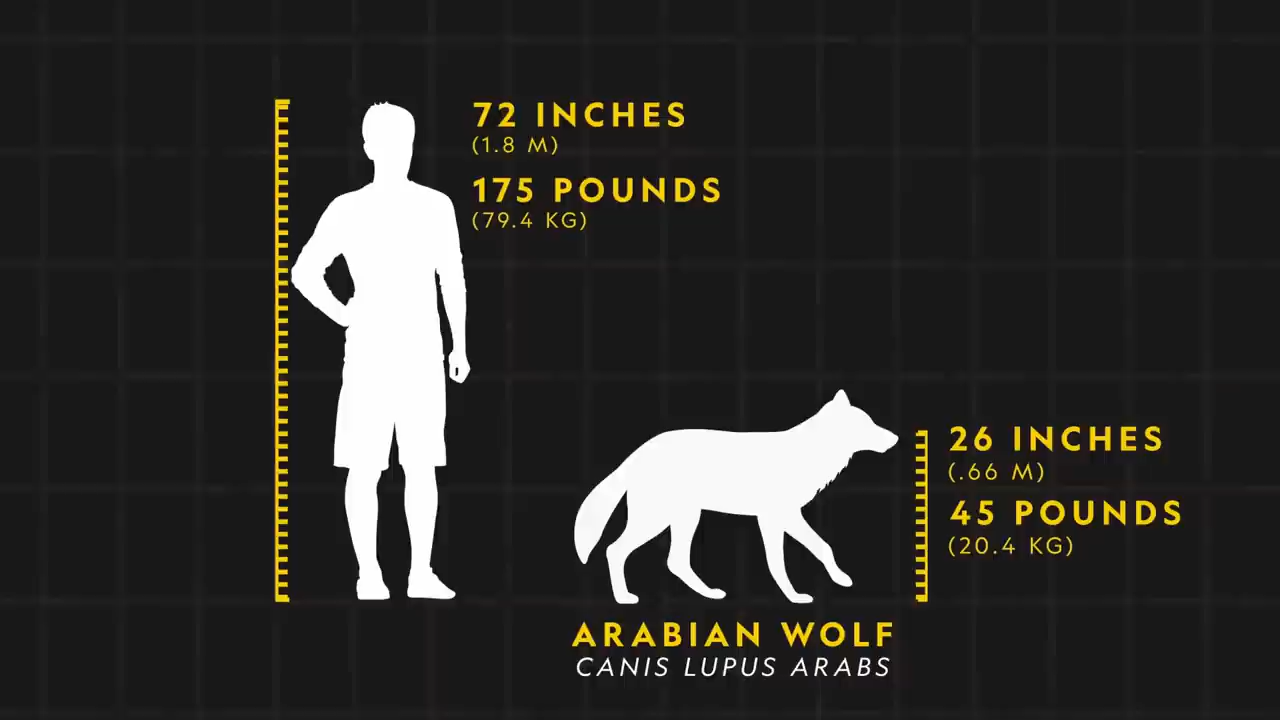 72 INCHES
(1.8 M)
175 POUNDS
(79.4 KG)
26 INCHES
(.66 M)
45 POUNDS
(20.4 KG)
ARABIAN WOLF
CANIS LUPUS ARABS